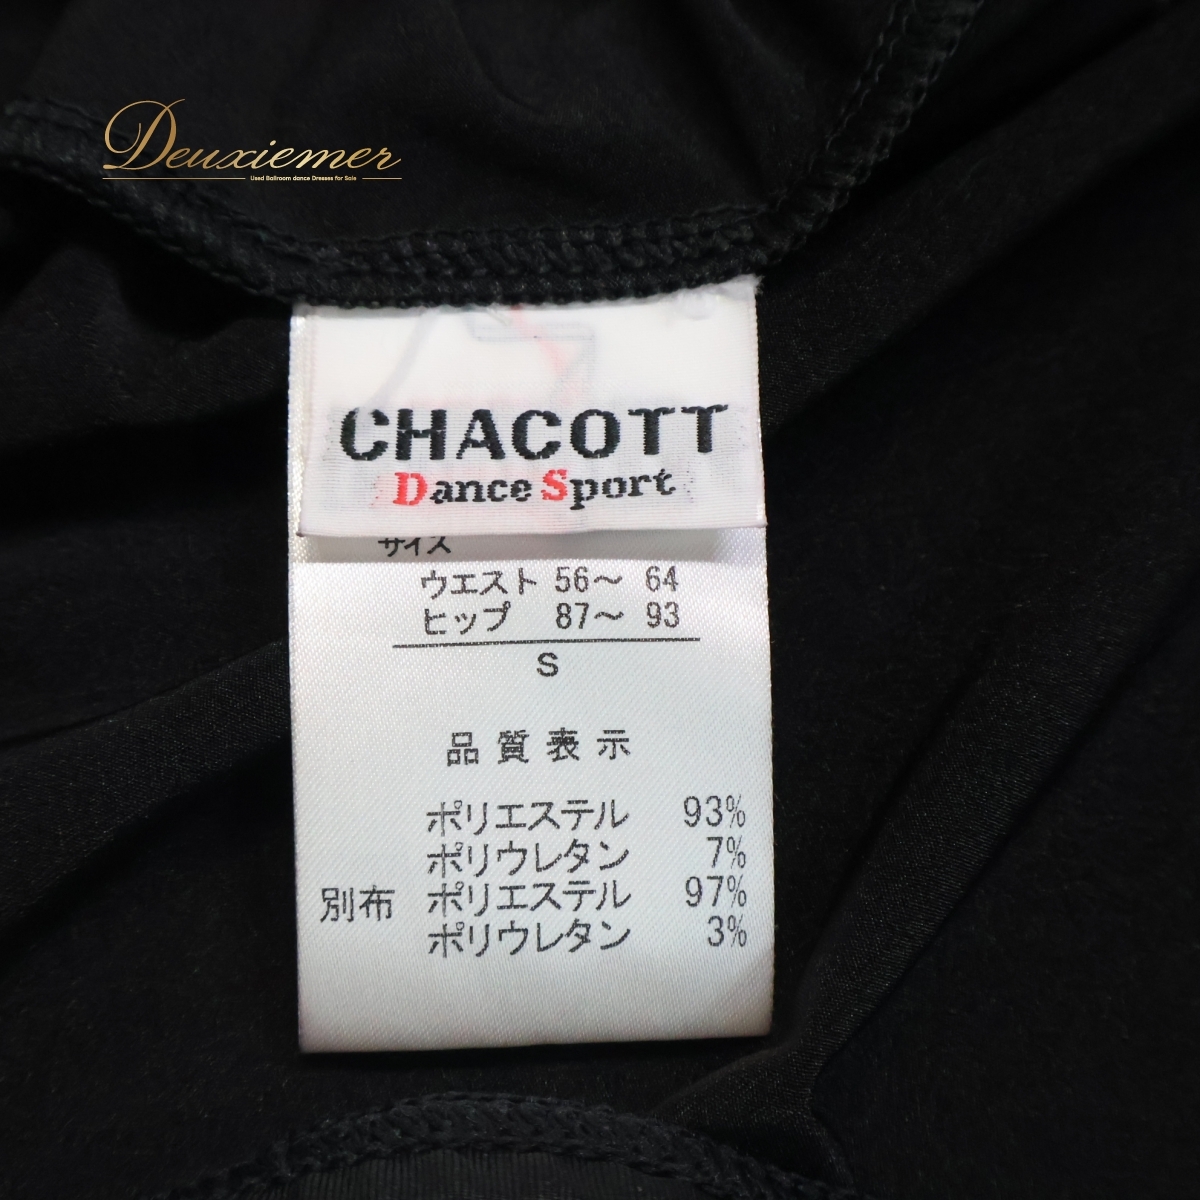 Deuxiemer
Used Ballroom dance Dresses for Sale
CHACOTT
Dance Sport
サイズ
ウエスト 56～ 64
ヒップ 87～ 93
S
品質表示
ポリエステル 93%
ポリウレタン 7%
別布 ポリエステル 97%
ポリウレタン 3%